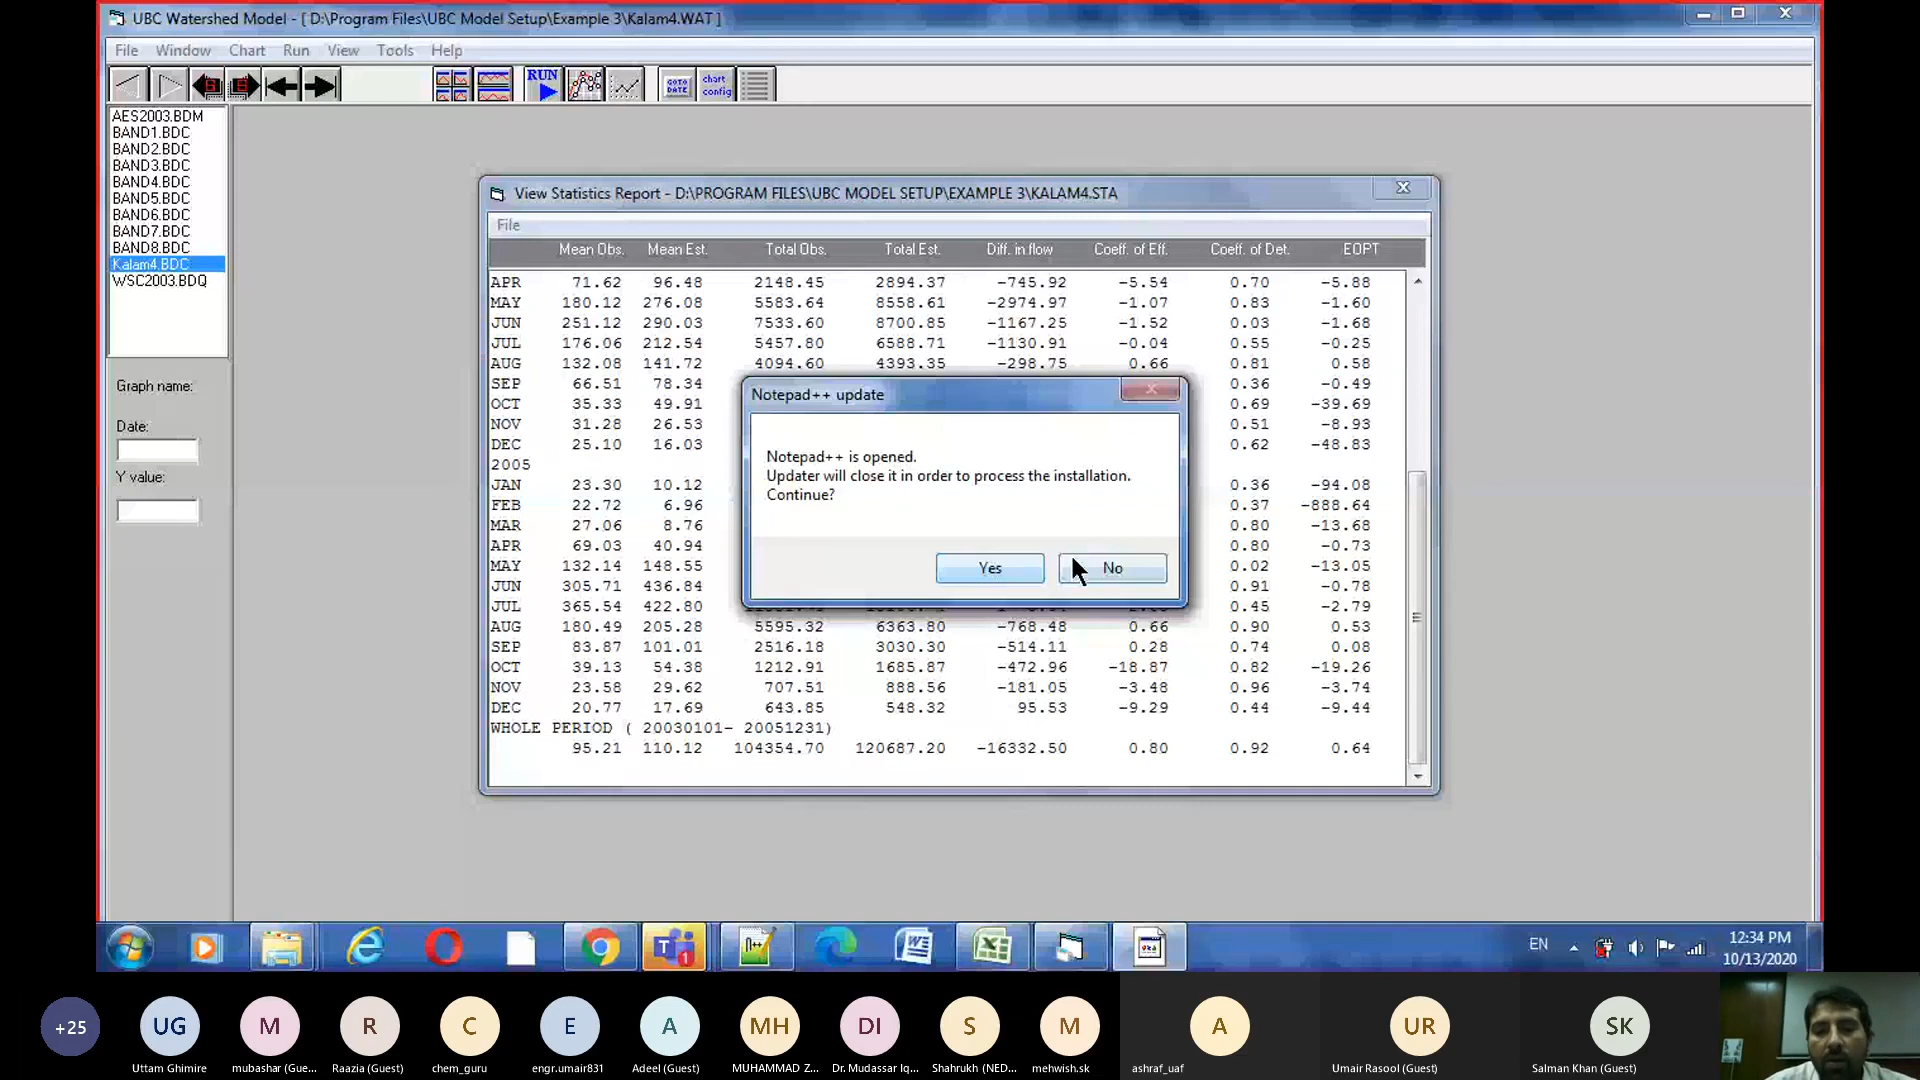 UBC Watershed Model - [ D:\Program Files\UBC Model Setup\Example 3\Kalam4.WAT ]
File Window Chart Run View Tools Help
RUN
GOTO DATE
chart config
AES2003.BDM
BAND1.BDC
BAND2.BDC
BAND3.BDC
BAND4.BDC
BAND5.BDC
BAND6.BDC
BAND7.BDC
BAND8.BDC
Kalam4.BDC
WSC2003.BDQ
Graph name:
Date:
Y value:
View Statistics Report - D:\PROGRAM FILES\UBC MODEL SETUP\EXAMPLE 3\KALAM4.STA
File
Mean Obs. Mean Est. Total Obs. Total Est. Diff. in flow Coeff. of Eff. Coeff. of Det. EOPT
APR 71.62 96.48 2148.45 2894.37 -745.92 -5.54 0.70 -5.88
MAY 180.12 276.08 5583.64 8558.61 -2974.97 -1.07 0.83 -1.60
JUN 251.12 290.03 7533.60 8700.85 -1167.25 -1.52 0.03 -1.68
JUL 176.06 212.54 5457.80 6588.71 -1130.91 -0.04 0.55 -0.25
AUG 132.08 141.72 4094.60 4393.35 -298.75 0.66 0.81 0.58
SEP 66.51 78.34 0.36 -0.49
OCT 35.33 49.91 0.69 -39.69
NOV 31.28 26.53 0.51 -8.93
DEC 25.10 16.03 0.62 -48.83
2005
JAN 23.30 10.12 0.36 -94.08
FEB 22.72 6.96 0.37 -888.64
MAR 27.06 8.76 0.80 -13.68
APR 69.03 40.94 0.80 -0.73
MAY 132.14 148.55 0.02 -13.05
JUN 305.71 436.84 0.91 -0.78
JUL 365.54 422.80 0.45 -2.79
AUG 180.49 205.28 5595.32 6363.80 -768.48 0.66 0.90 0.53
SEP 83.87 101.01 2516.18 3030.30 -514.11 0.28 0.74 0.08
OCT 39.13 54.38 1212.91 1685.87 -472.96 -18.87 0.82 -19.26
NOV 23.58 29.62 707.51 888.56 -181.05 -3.48 0.96 -3.74
DEC 20.77 17.69 643.85 548.32 95.53 -9.29 0.44 -9.44
WHOLE PERIOD ( 20030101- 20051231)
95.21 110.12 104354.70 120687.20 -16332.50 0.80 0.92 0.64
Notepad++ update
Notepad++ is opened.
Updater will close it in order to process the installation.
Continue?
Yes No
EN
12:34 PM
10/13/2020
+25 UG M R C E A MH DI S M A UR SK
Uttam Ghimire mubashar (Gue... Raazia (Guest) chem_guru engr.umair831 Adeel (Guest) MUHAMMAD Z... Dr. Mudassar Iq... Shahrukh (NED... mehwish.sk ashraf_uaf Umair Rasool (Guest) Salman Khan (Guest)